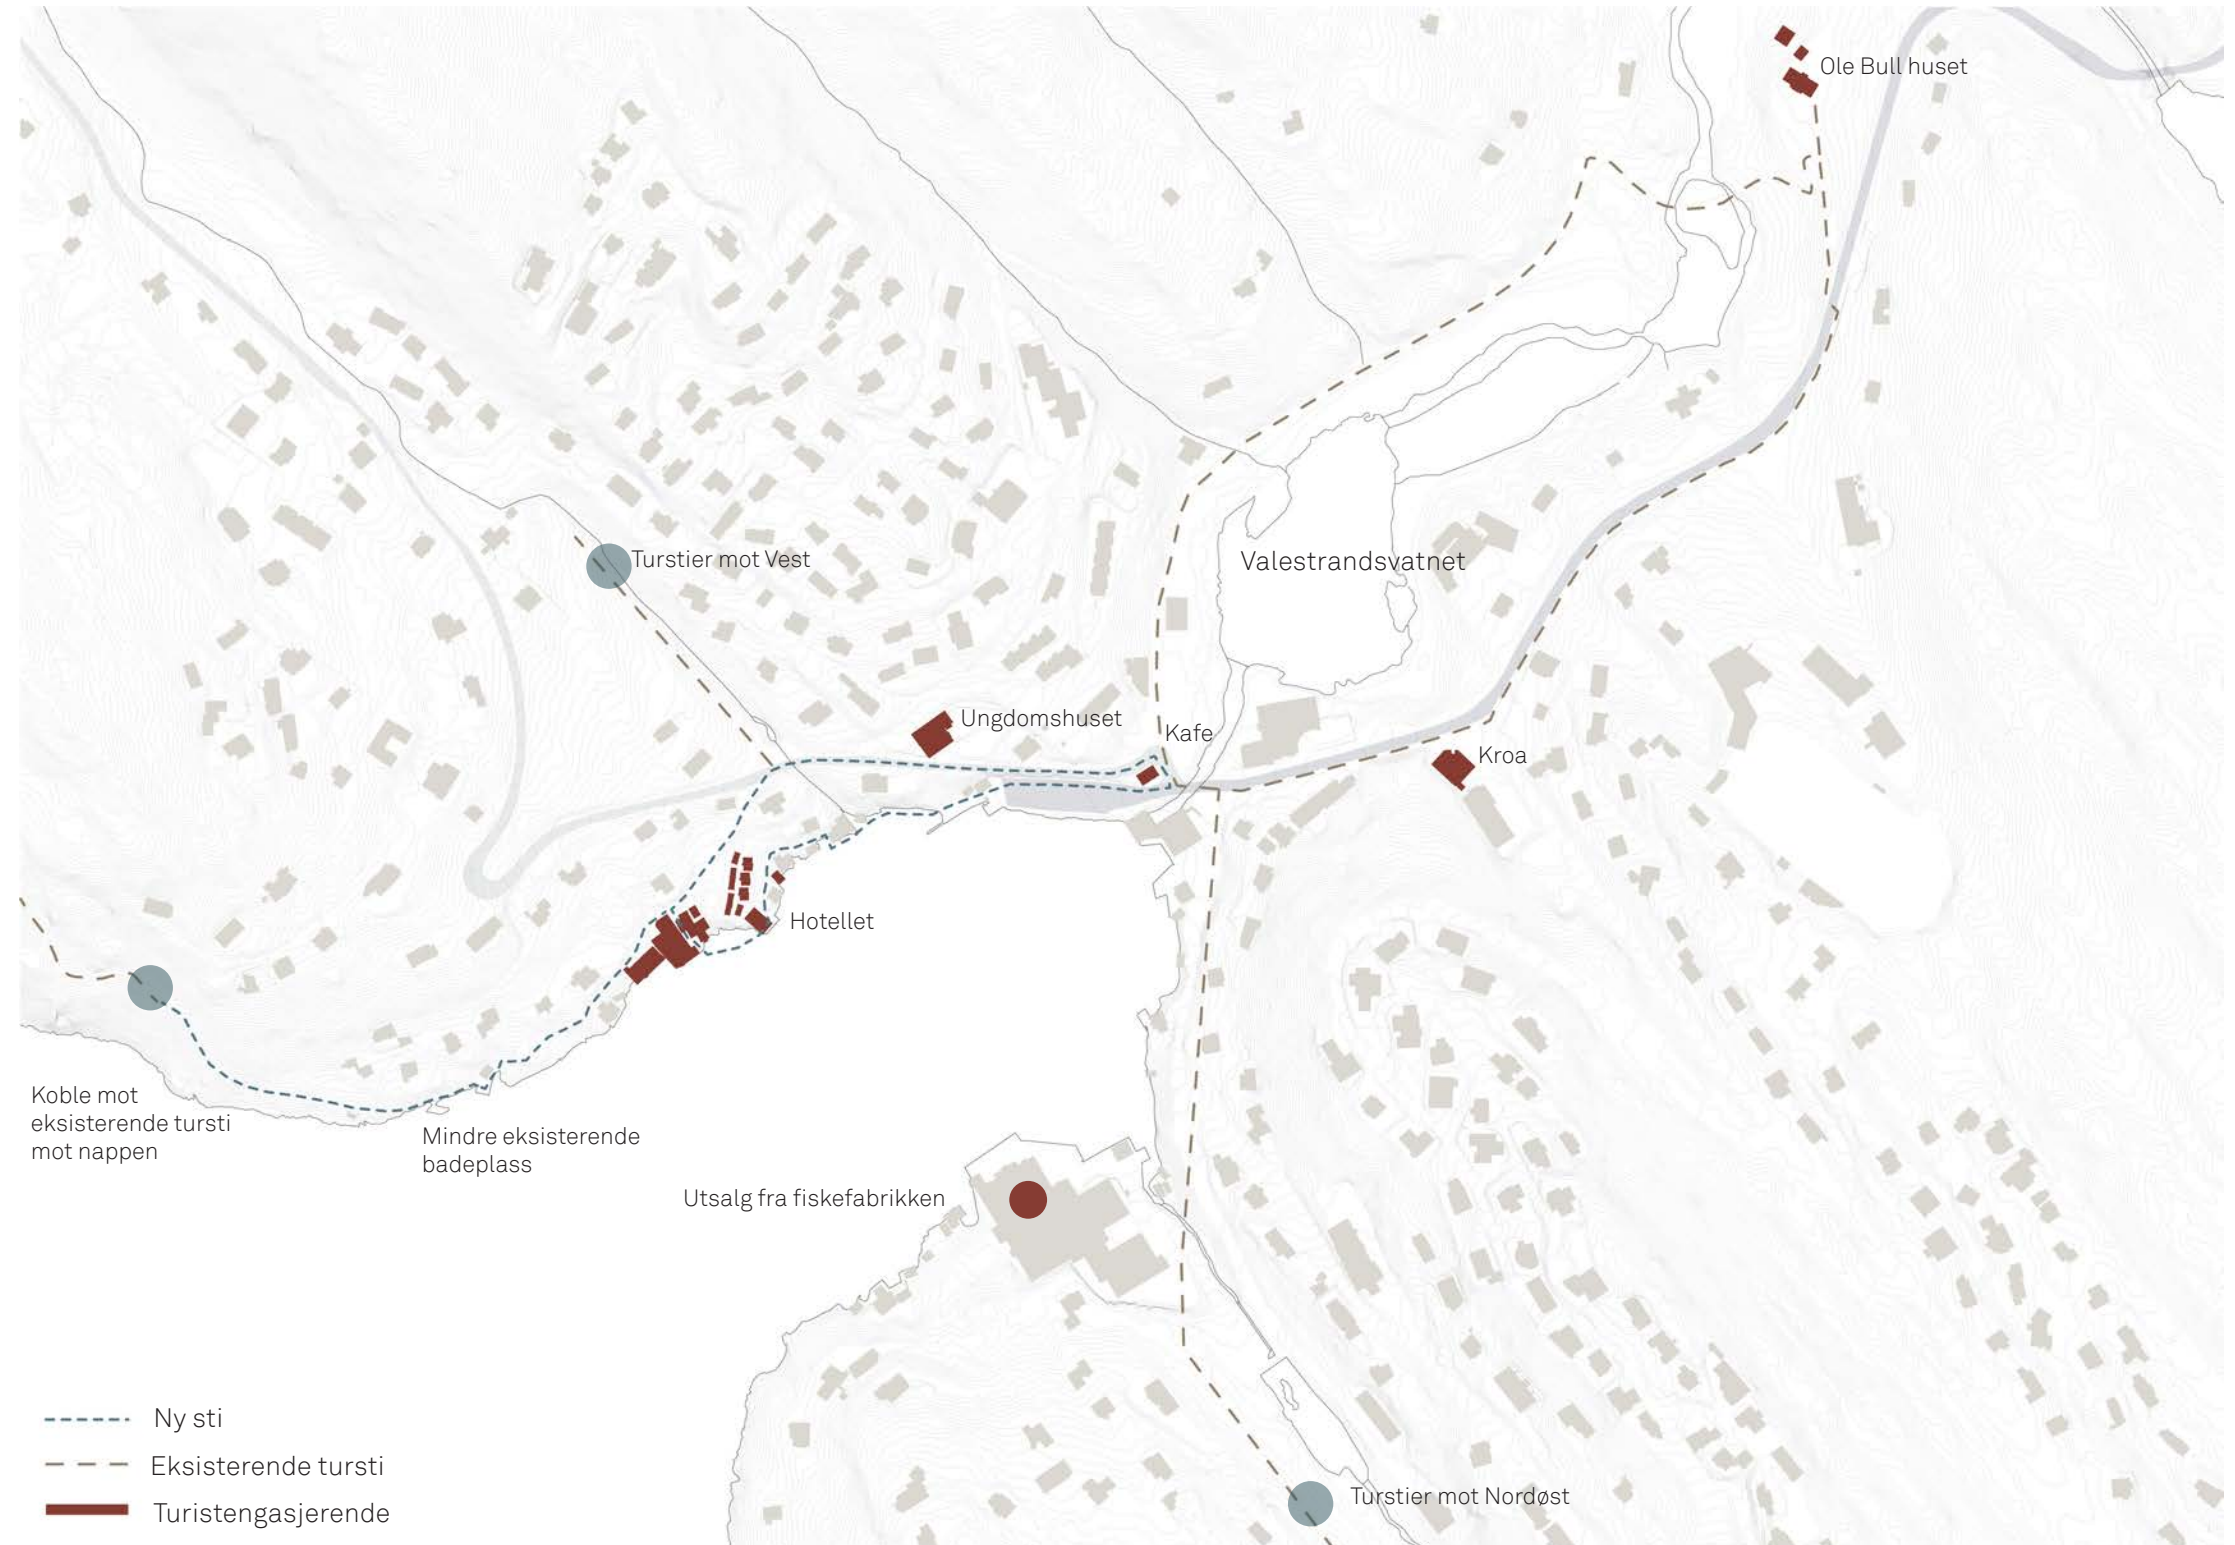 Ole Bull huset
Turstier mot Vest
Valestrandsvatnet
Ungdomshuset
Kafe
Kroa
Hotellet
Koble mot
eksisterende tursti
mot nappen
Mindre eksisterende
badeplass
Utsalg fra fiskefabrikken
Turstier mot Nordøst
Ny sti
Eksisterende tursti
Turistengasjerende